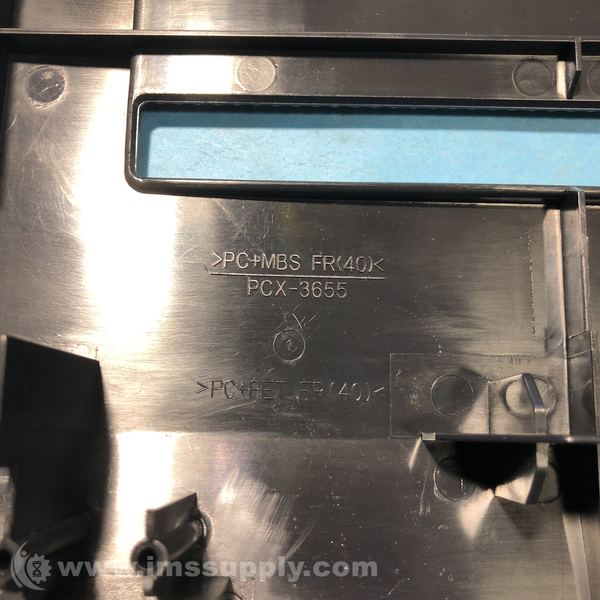 >PC+MBS FR(40)<
PCX-3655
>PC+PET FR(40)<
www.imssupply.com